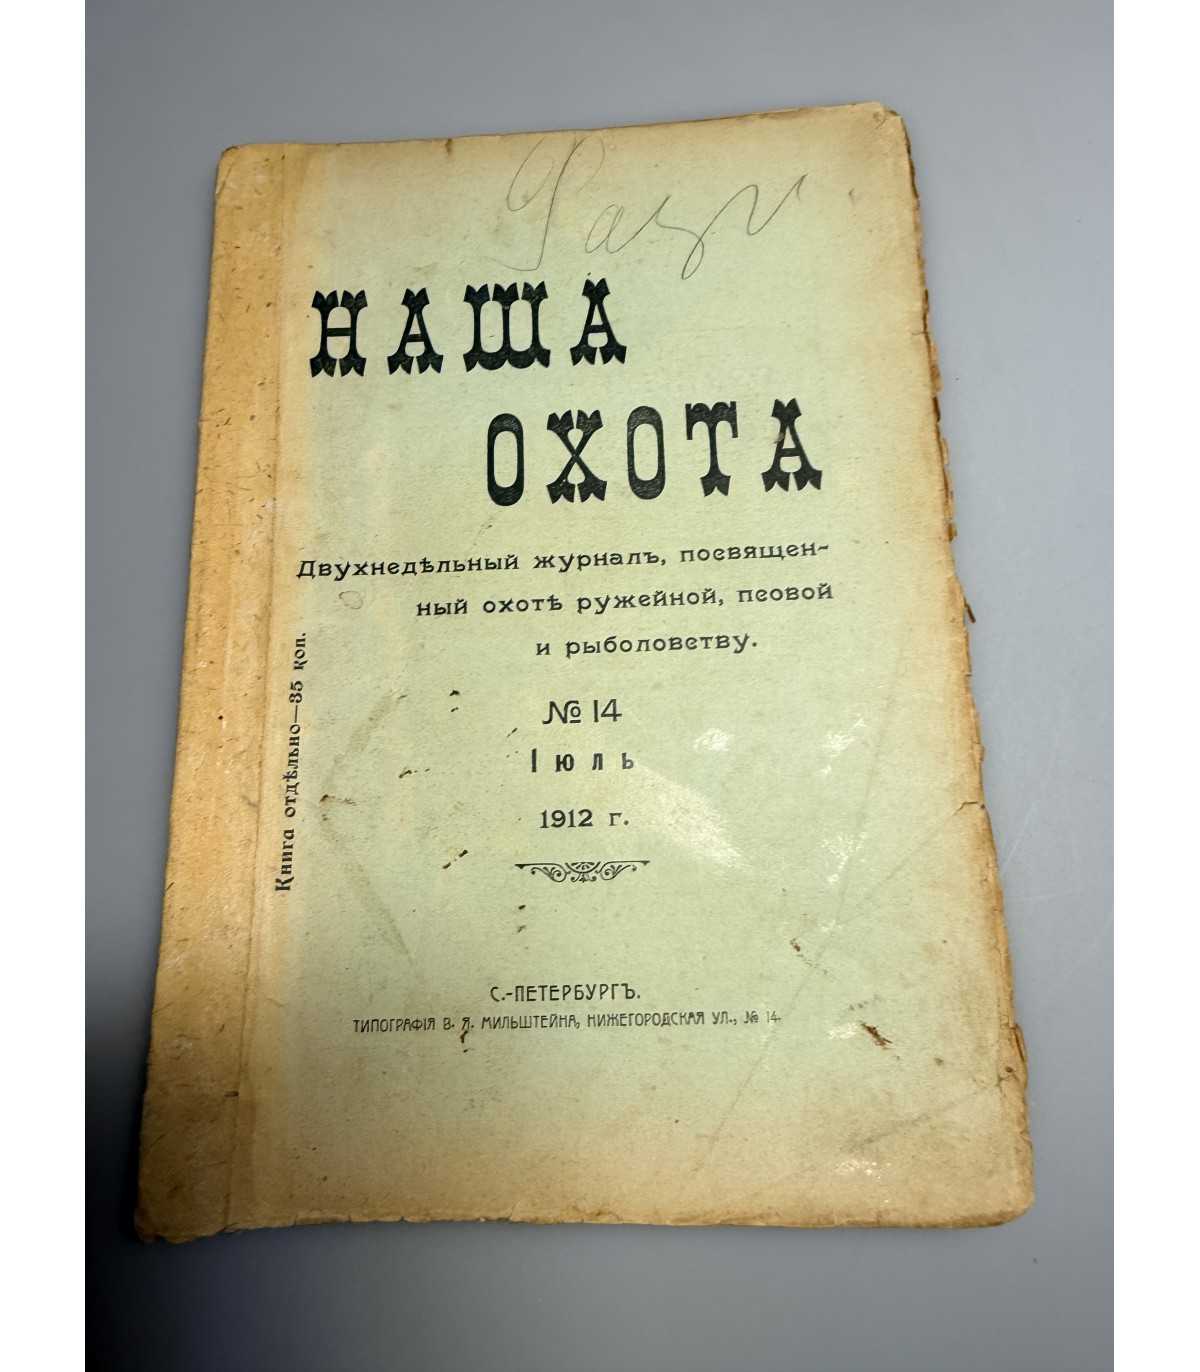 НАША
ОХОТА
Двухнедѣльный журналъ, посвящен-
ный охотѣ ружейной, псовой
и рыболовству.
№ 14
Іюль
1912 г.
Книга отдѣльно—35 коп.
С.-ПЕТЕРБУРГЪ.
ТИПОГРАФІЯ В. Я. МИЛЬШТЕЙНА, НИЖЕГОРОДСКАЯ УЛ., № 14.